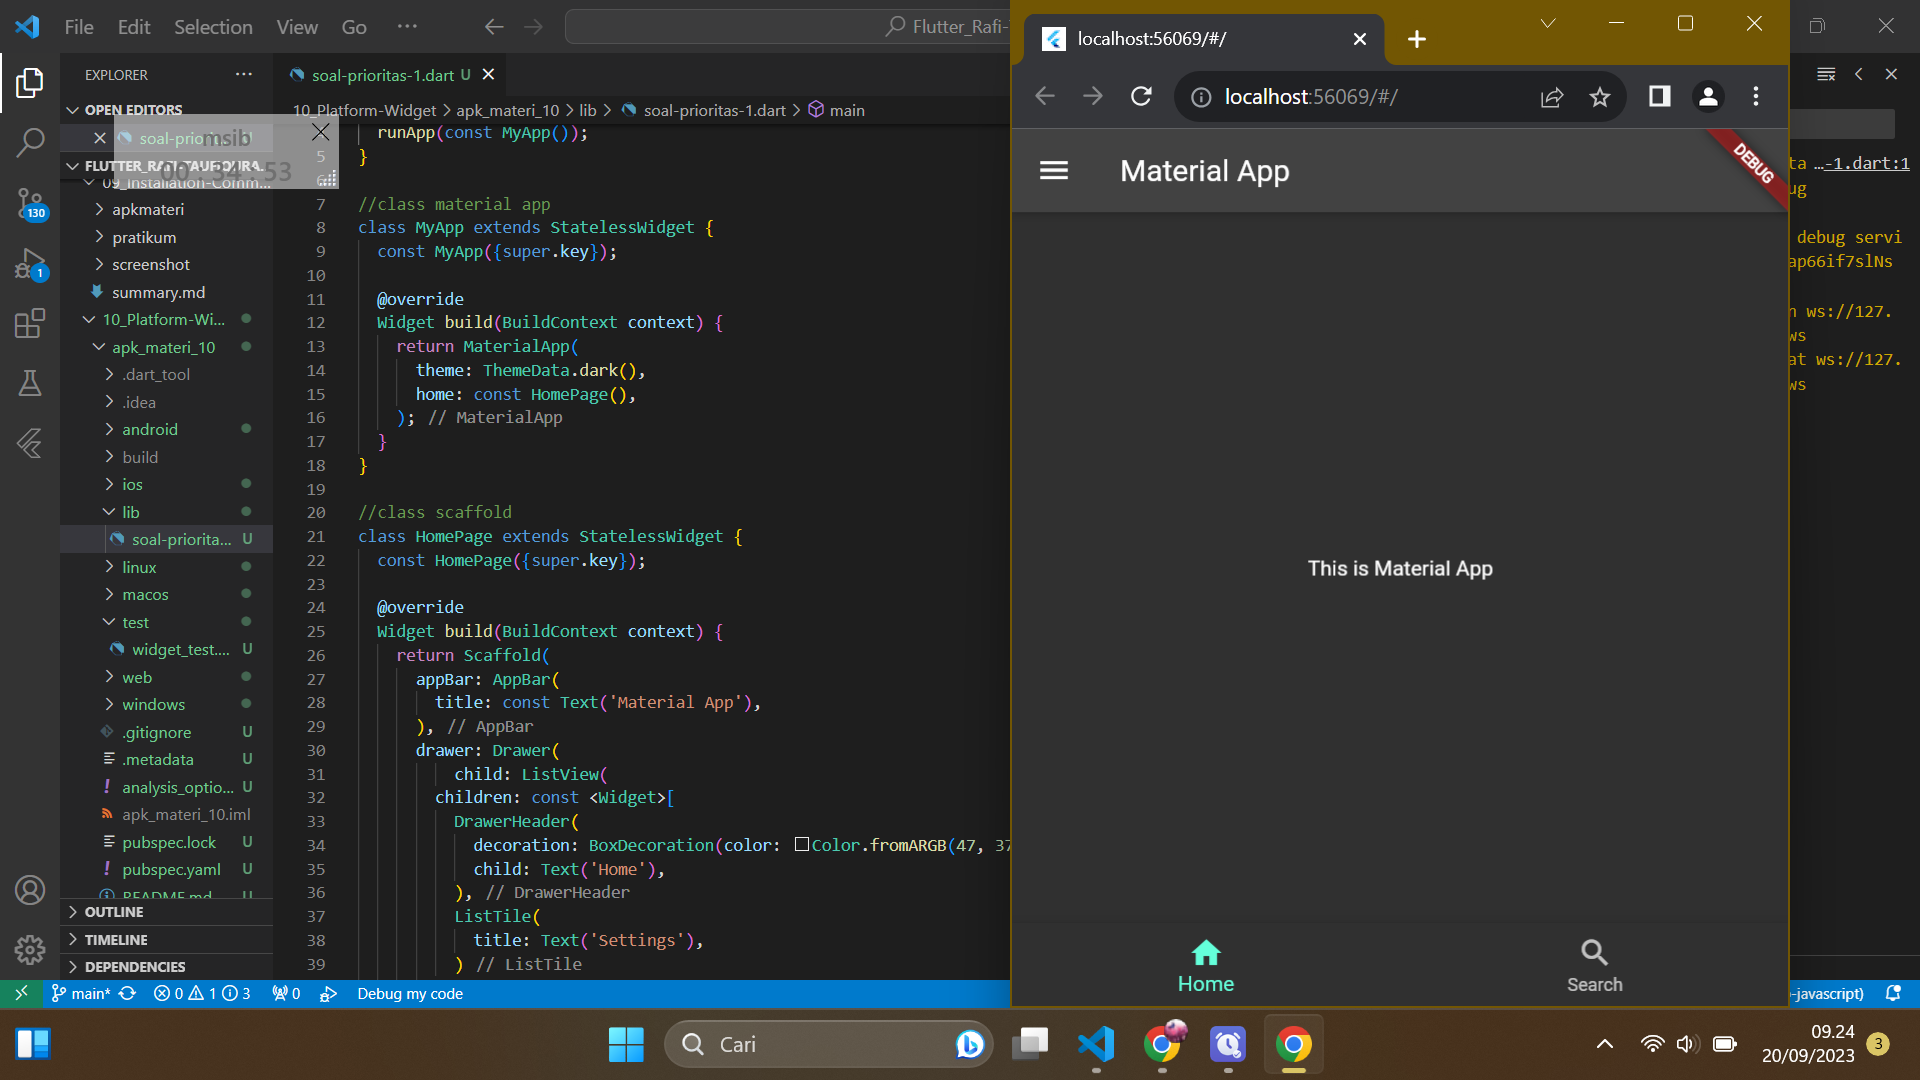 File Edit Selection View Go ···
Flutter_Rafi-
EXPLORER
OPEN EDITORS
soal-priorit...
msib
00 : 34 : 53
FLUTTER_RAFI-TAUFIQURA...
09_Installation-Comm...
apkmateri
pratikum
screenshot
summary.md
10_Platform-Wi...
apk_materi_10
.dart_tool
.idea
android
build
ios
lib
soal-priorita... U
linux
macos
test
widget_test.... U
web
windows
.gitignore U
.metadata U
analysis_optio... U
apk_materi_10.iml
pubspec.lock U
pubspec.yaml U
README.md U
OUTLINE
TIMELINE
DEPENDENCIES
130
1
soal-prioritas-1.dart U
10_Platform-Widget > apk_materi_10 > lib > soal-prioritas-1.dart > main
runApp(const MyApp());
5 }
6
7 //class material app
8 class MyApp extends StatelessWidget {
9 const MyApp({super.key});
10
11 @override
12 Widget build(BuildContext context) {
13 return MaterialApp(
14 theme: ThemeData.dark(),
15 home: const HomePage(),
16 ); // MaterialApp
17 }
18 }
19
20 //class scaffold
21 class HomePage extends StatelessWidget {
22 const HomePage({super.key});
23
24 @override
25 Widget build(BuildContext context) {
26 return Scaffold(
27 appBar: AppBar(
28 title: const Text('Material App'),
29 ), // AppBar
30 drawer: Drawer(
31 child: ListView(
32 children: const <Widget>[
33 DrawerHeader(
34 decoration: BoxDecoration(color: Color.fromARGB(47, 37
35 child: Text('Home'),
36 ), // DrawerHeader
37 ListTile(
38 title: Text('Settings'),
39 ) // ListTile
localhost:56069/#/
localhost:56069/#/
Material App
DEBUG
This is Material App
Home
Search
ta …-1.dart:1
ug
debug servi
ap66if7slNs
n ws://127.
ws
at ws://127.
ws
main* 0 1 3 0 Debug my code
-javascript)
Cari
09.24
20/09/2023
3